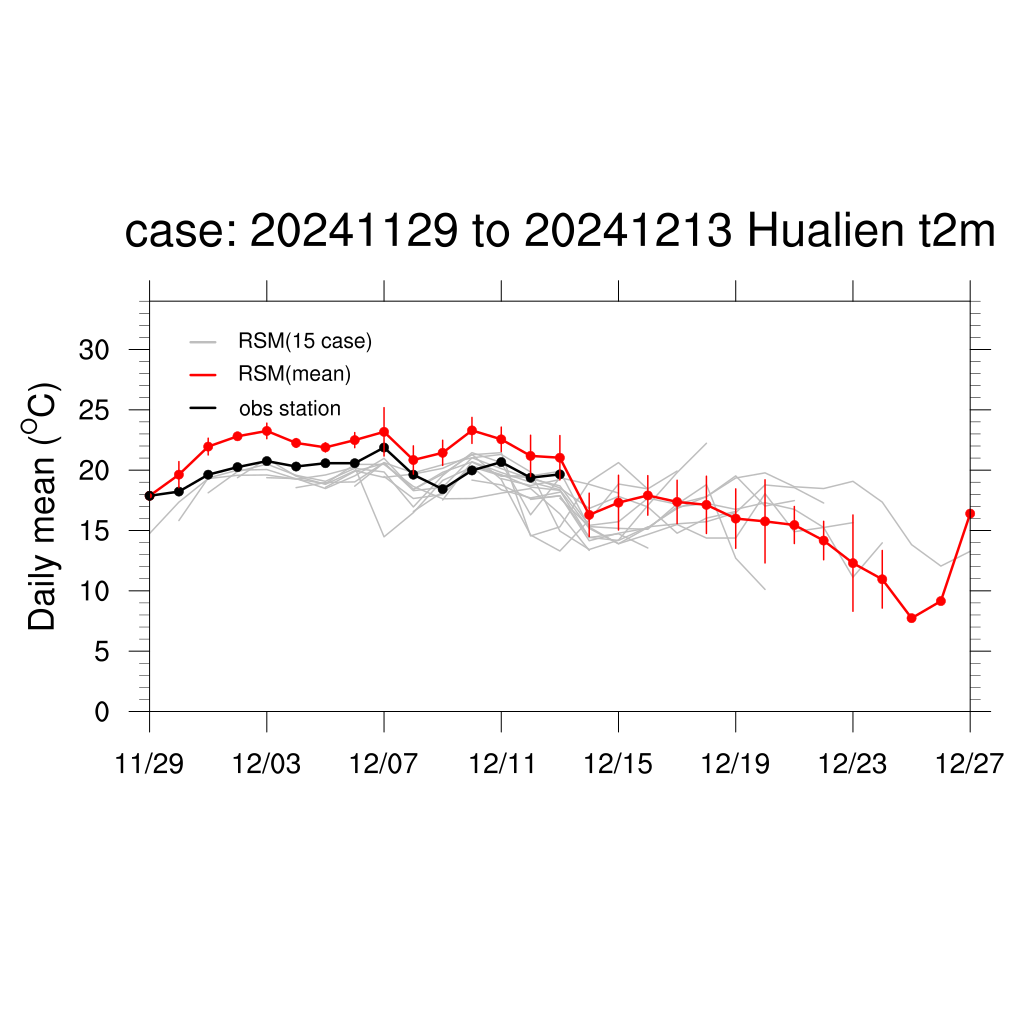 case: 20241129 to 20241213 Hualien t2m
RSM(15 case)
RSM(mean)
obs station
Daily mean (°C)
30
25
20
15
10
5
0
11/29 12/03 12/07 12/11 12/15 12/19 12/23 12/27